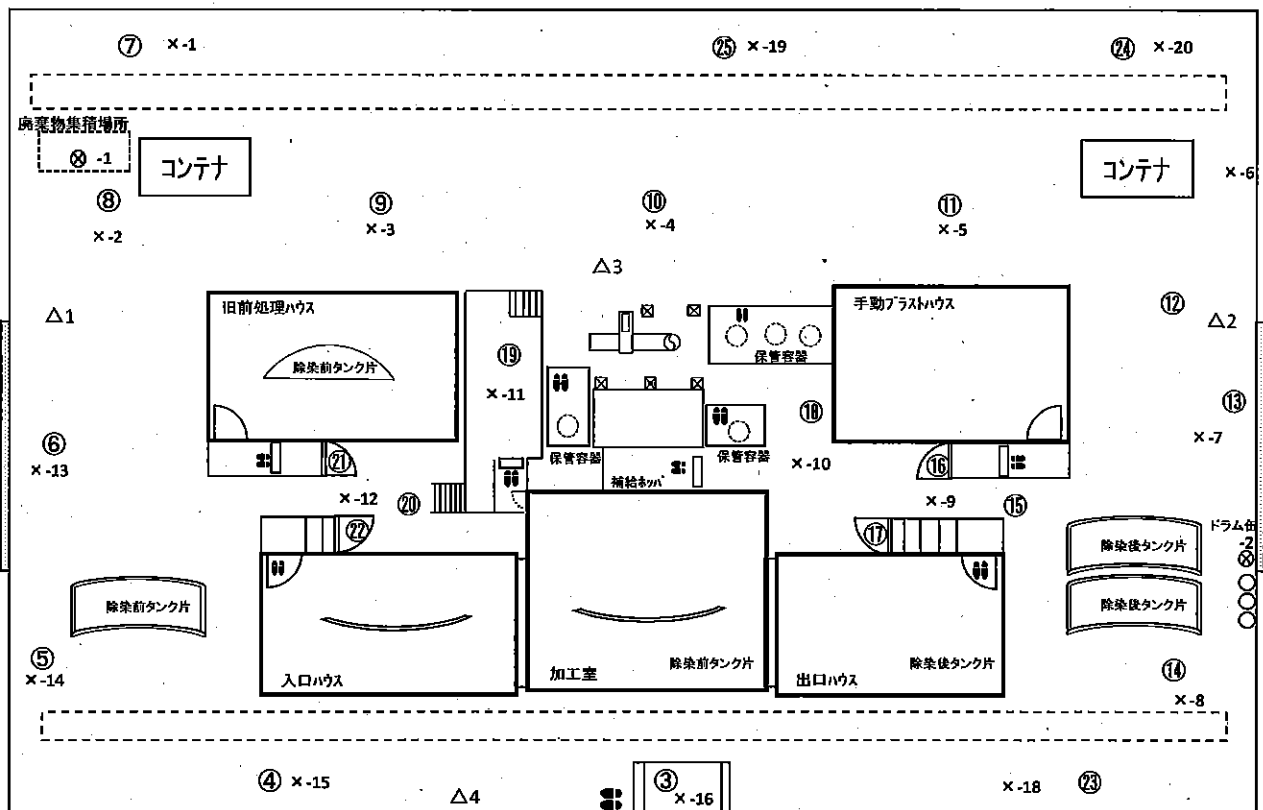 ⑦ ×-1
㉕ ×-19
㉔ ×-20
廃棄物集積場所
⊗ -1
コンテナ
コンテナ
×-6
⑧
×-2
⑨
×-3
⑩
×-4
⑪
×-5
△1
△3
⑫
△2
旧前処理ハウス
除染前タンク片
⑲
×-11
保管容器
手動ブラストハウス
⑬
×-7
⑱
⑥
×-13
㉑
保管容器
保管容器
補給ホッパ
×-10
⑯
×-12
⑳
×-9
⑮
㉒
⑰
ドラム缶
-2
除染後タンク片
除染後タンク片
除染前タンク片
⑤
×-14
入口ハウス
加工室
除染前タンク片
出口ハウス
除染後タンク片
⑭
×-8
④ ×-15
△4
③
×-16
×-18 ㉓